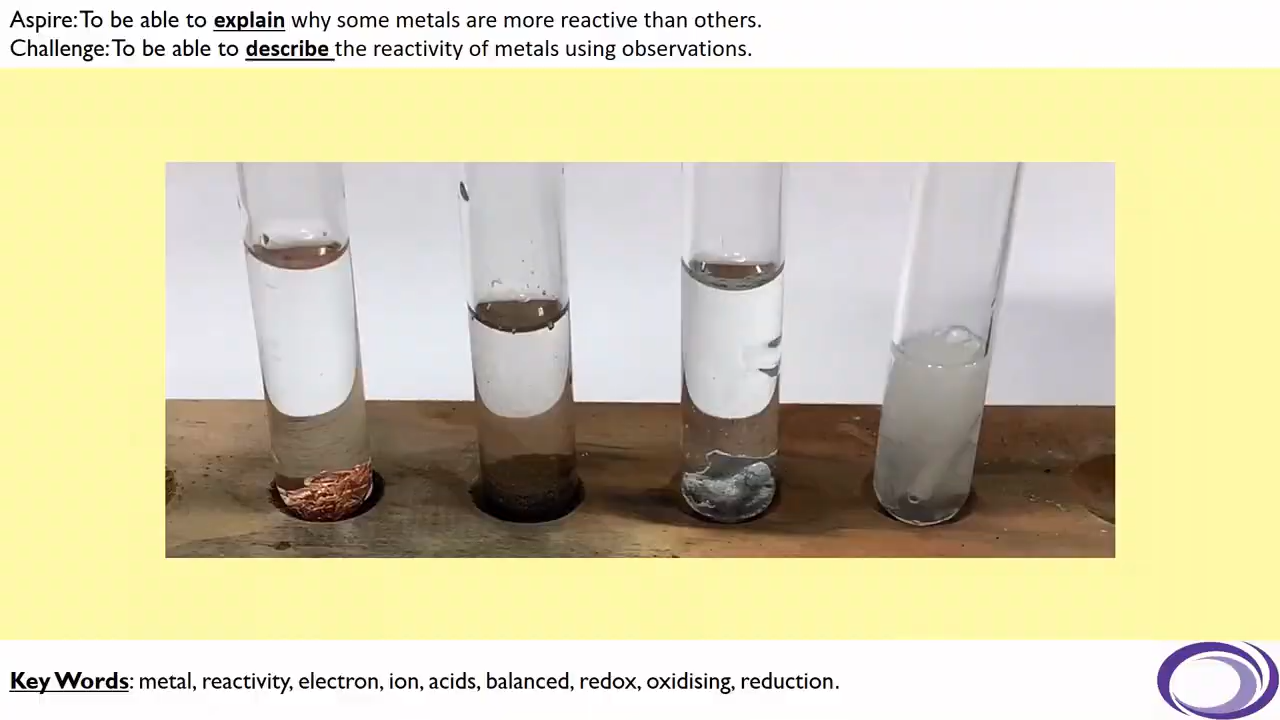 Aspire: To be able to explain why some metals are more reactive than others.
Challenge: To be able to describe the reactivity of metals using observations.
Key Words: metal, reactivity, electron, ion, acids, balanced, redox, oxidising, reduction.